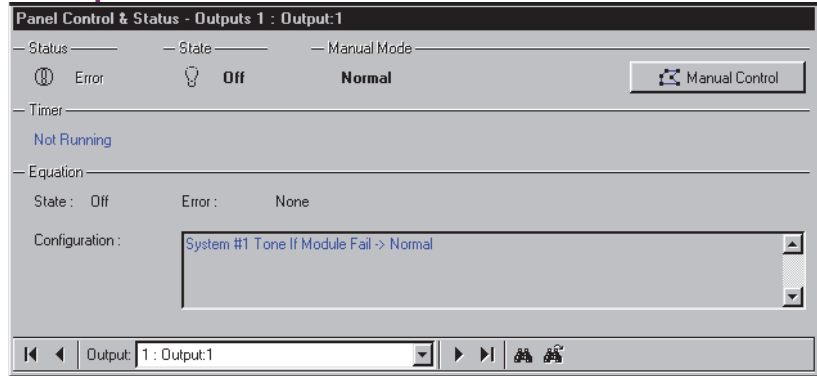 Panel Control & Status - Outputs 1 : Output:1
Status State Manual Mode
Error Off Normal Manual Control
Timer
Not Running
Equation
State : Off Error : None
Configuration : System #1 Tone If Module Fail -> Normal
Output: 1 : Output:1